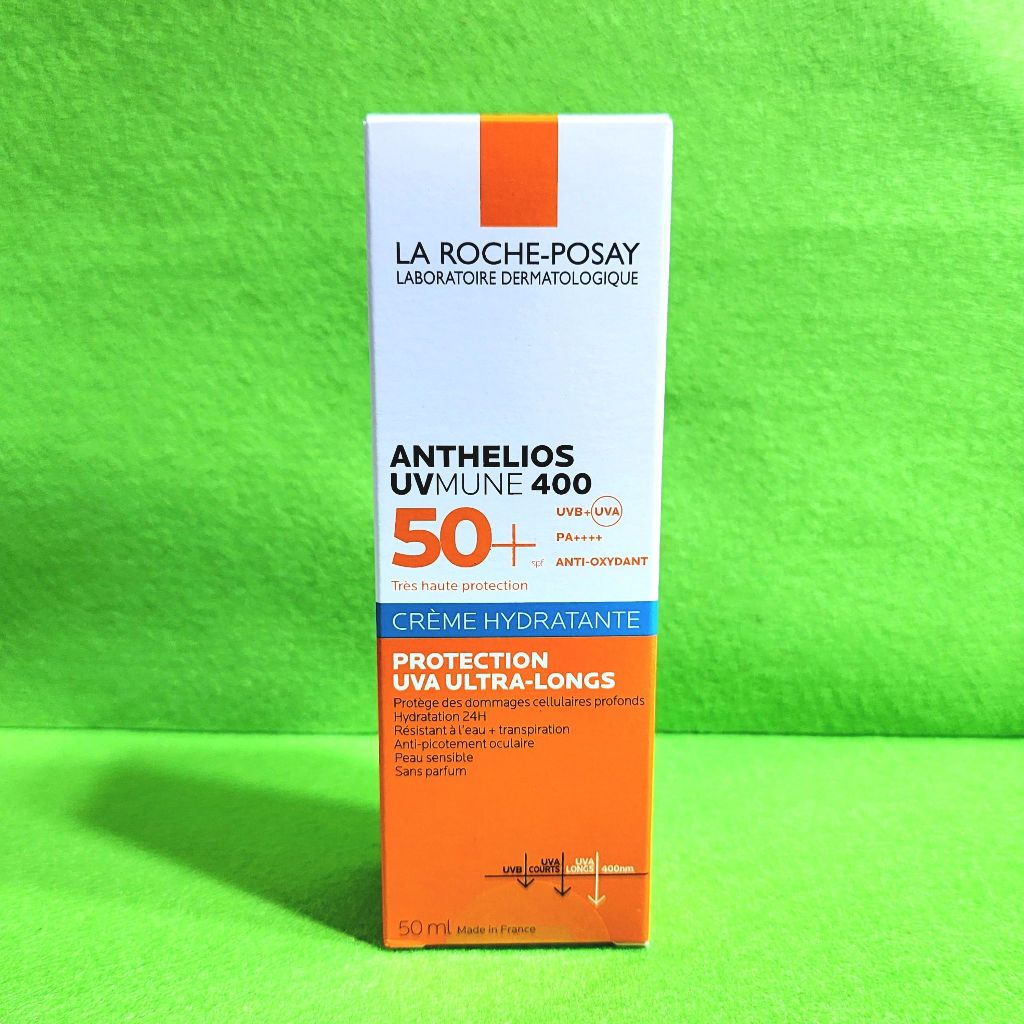 LA ROCHE-POSAY
LABORATOIRE DERMATOLOGIQUE
ANTHELIOS
UVMUNE 400
50+ spf
UVB+UVA
PA++++
ANTI-OXYDANT
Très haute protection
CRÈME HYDRATANTE
PROTECTION
UVA ULTRA-LONGS
Protège des dommages cellulaires profonds
Hydratation 24H
Résistant à l'eau + transpiration
Anti-picotement oculaire
Peau sensible
Sans parfum
UVB
UVA COURTS
UVA LONGS
400nm
50 ml Made in France